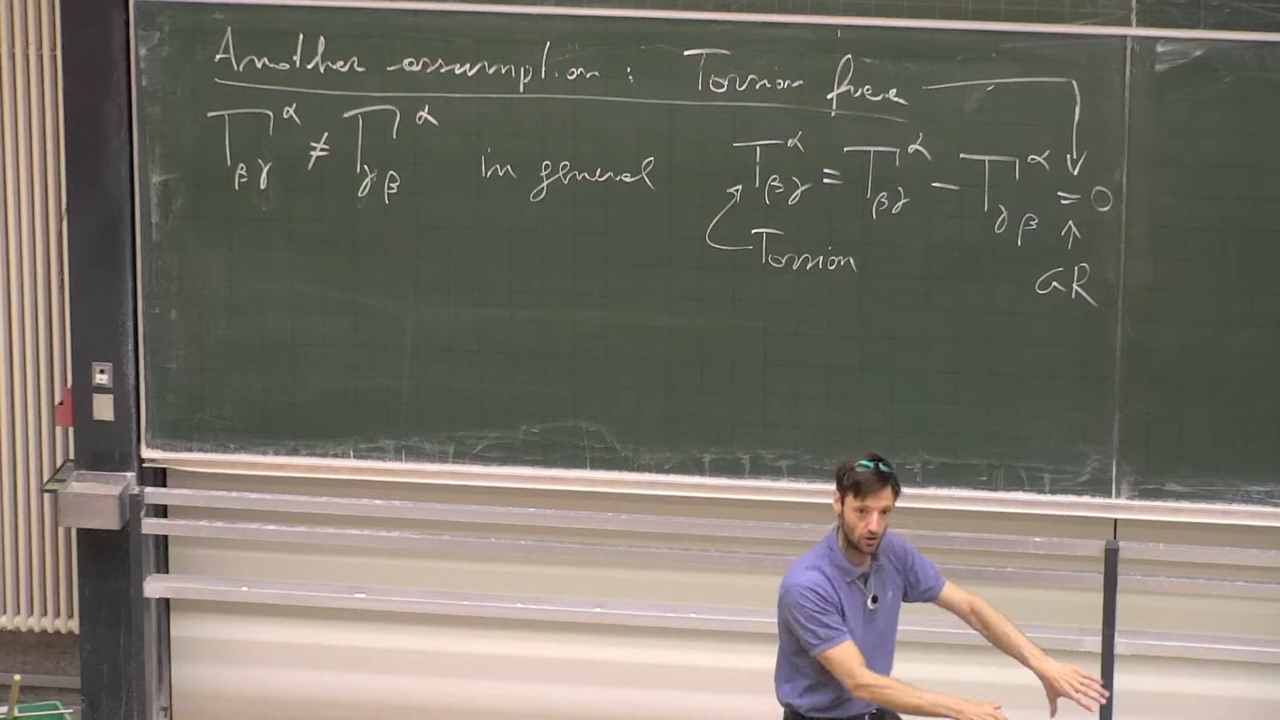 Another assumption: Torsion free
Γ^α_βγ ≠ Γ^α_γβ in general T^α_βγ = Γ^α_βγ − Γ^α_γβ = 0
Torsion
GR